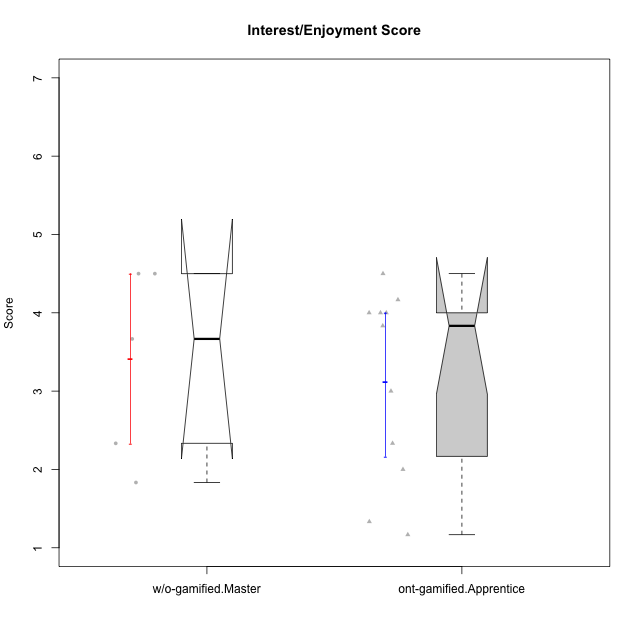 Interest/Enjoyment Score
7
6
5
4
3
2
1
Score
w/o-gamified.Master
ont-gamified.Apprentice